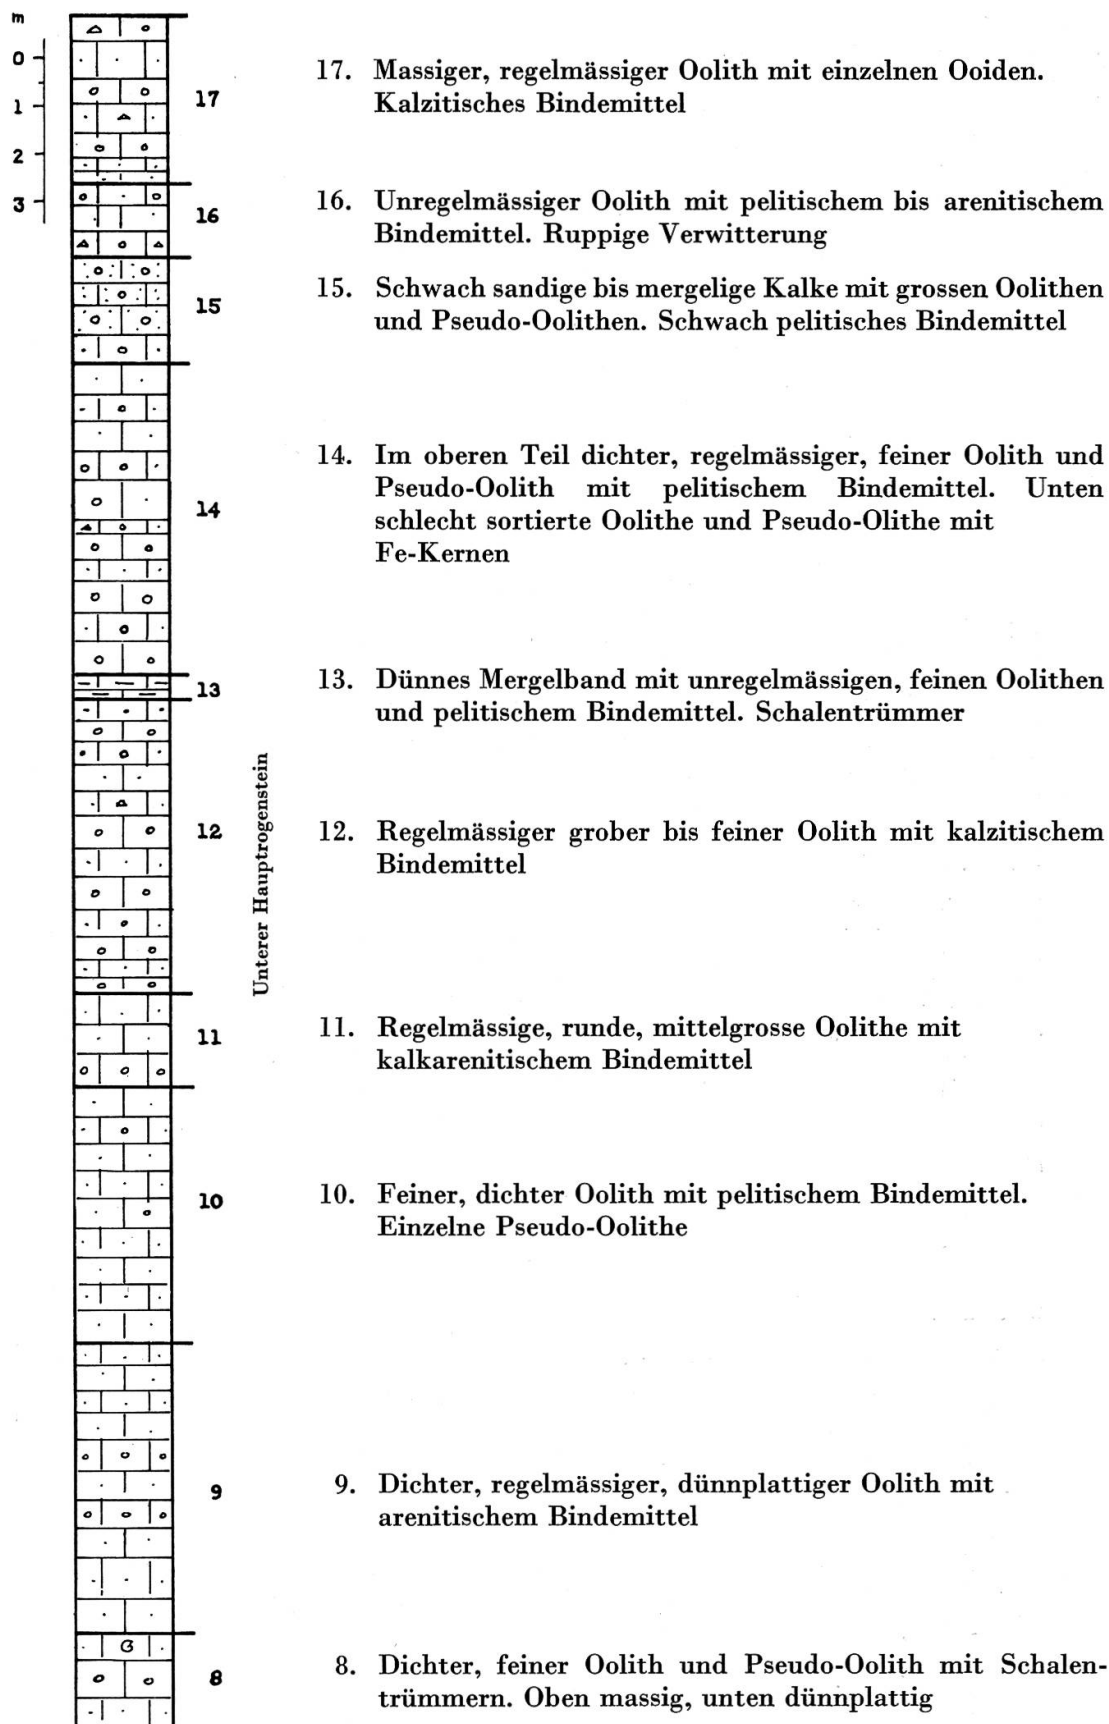 m
0
1
2
3
17
17. Massiger, regelmässiger Oolith mit einzelnen Ooiden.
Kalzitisches Bindemittel
16
16. Unregelmässiger Oolith mit pelitischem bis arenitischem
Bindemittel. Ruppige Verwitterung
15
15. Schwach sandige bis mergelige Kalke mit grossen Oolithen
und Pseudo-Oolithen. Schwach pelitisches Bindemittel
14
14. Im oberen Teil dichter, regelmässiger, feiner Oolith und
Pseudo-Oolith mit pelitischem Bindemittel. Unten
schlecht sortierte Oolithe und Pseudo-Olithe mit
Fe-Kernen
13
13. Dünnes Mergelband mit unregelmässigen, feinen Oolithen
und pelitischem Bindemittel. Schalentrümmer
Unterer Hauptrogenstein
12
12. Regelmässiger grober bis feiner Oolith mit kalzitischem
Bindemittel
11
11. Regelmässige, runde, mittelgrosse Oolithe mit
kalkarenitischem Bindemittel
10
10. Feiner, dichter Oolith mit pelitischem Bindemittel.
Einzelne Pseudo-Oolithe
9
9. Dichter, regelmässiger, dünnplattiger Oolith mit
arenitischem Bindemittel
8
8. Dichter, feiner Oolith und Pseudo-Oolith mit Schalen-
trümmern. Oben massig, unten dünnplattig